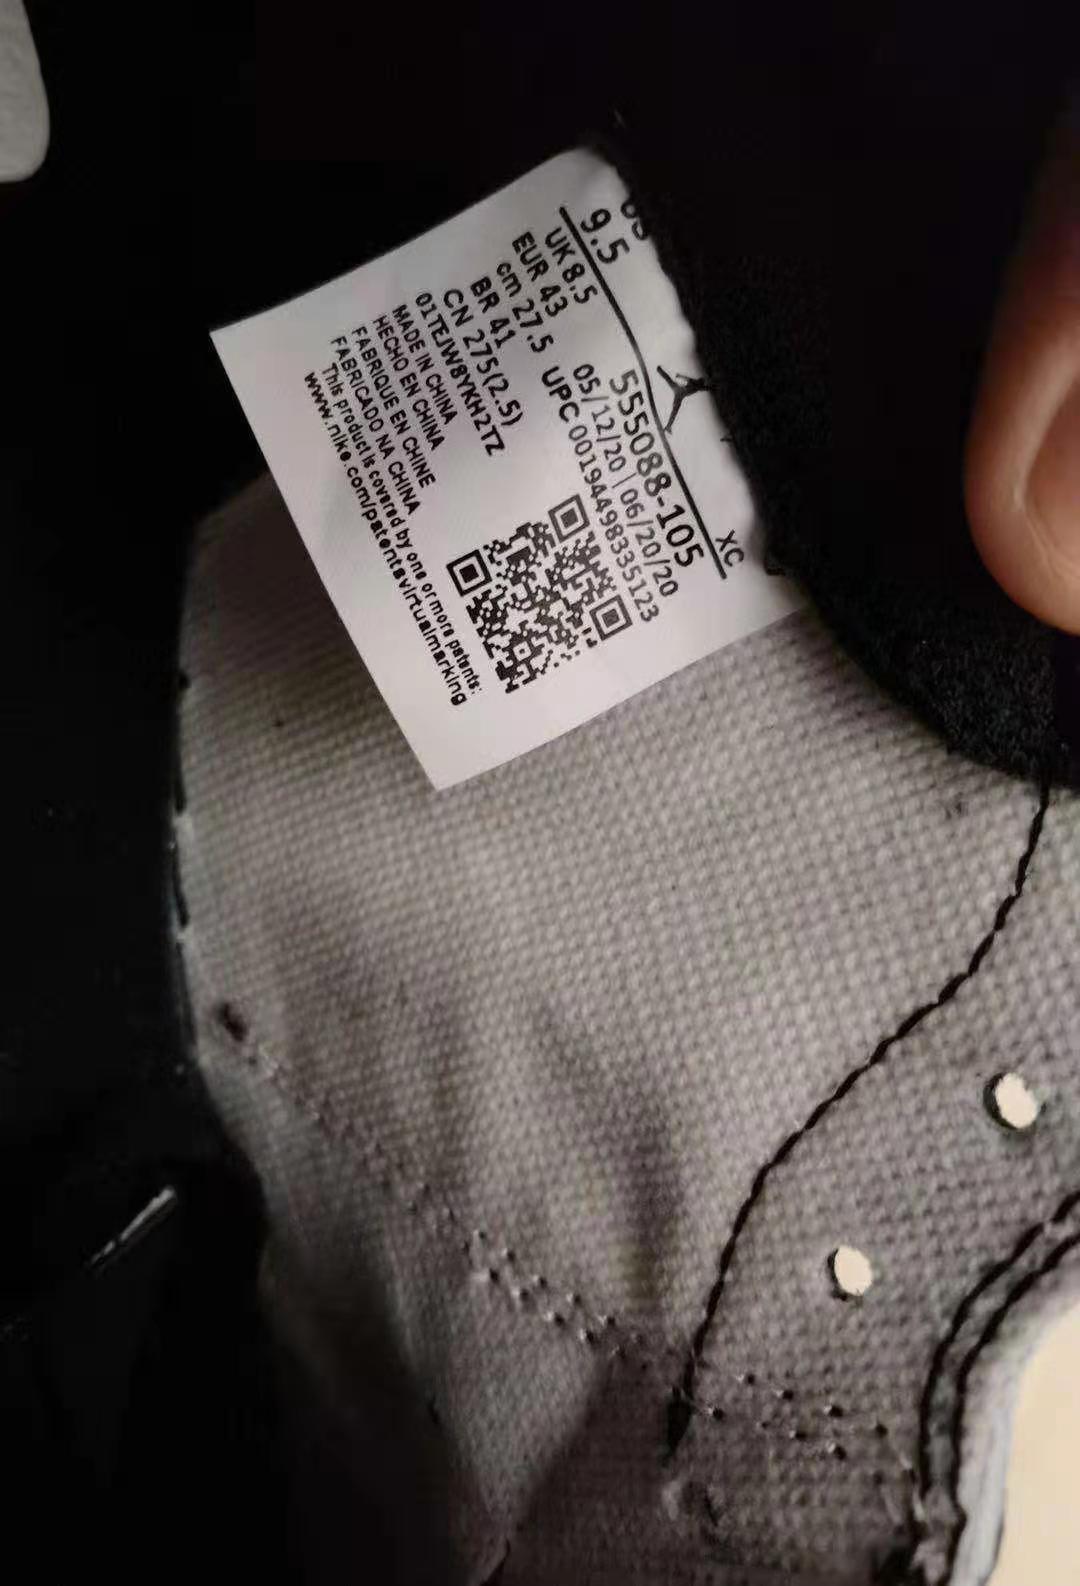 US
9.5
XC
UK 8.5
EUR 43
cm 27.5
BR 41
CN 275(2.5)
555088-105
05/12/20 | 06/20/20
UPC 00194498335123
01TEJW8YKH2TZ
MADE IN CHINA
HECHO EN CHINA
FABRIQUE EN CHINE
FABRICADO NA CHINA
This product is covered by one or more patents:
www.nike.com/patentsvirtualmarking